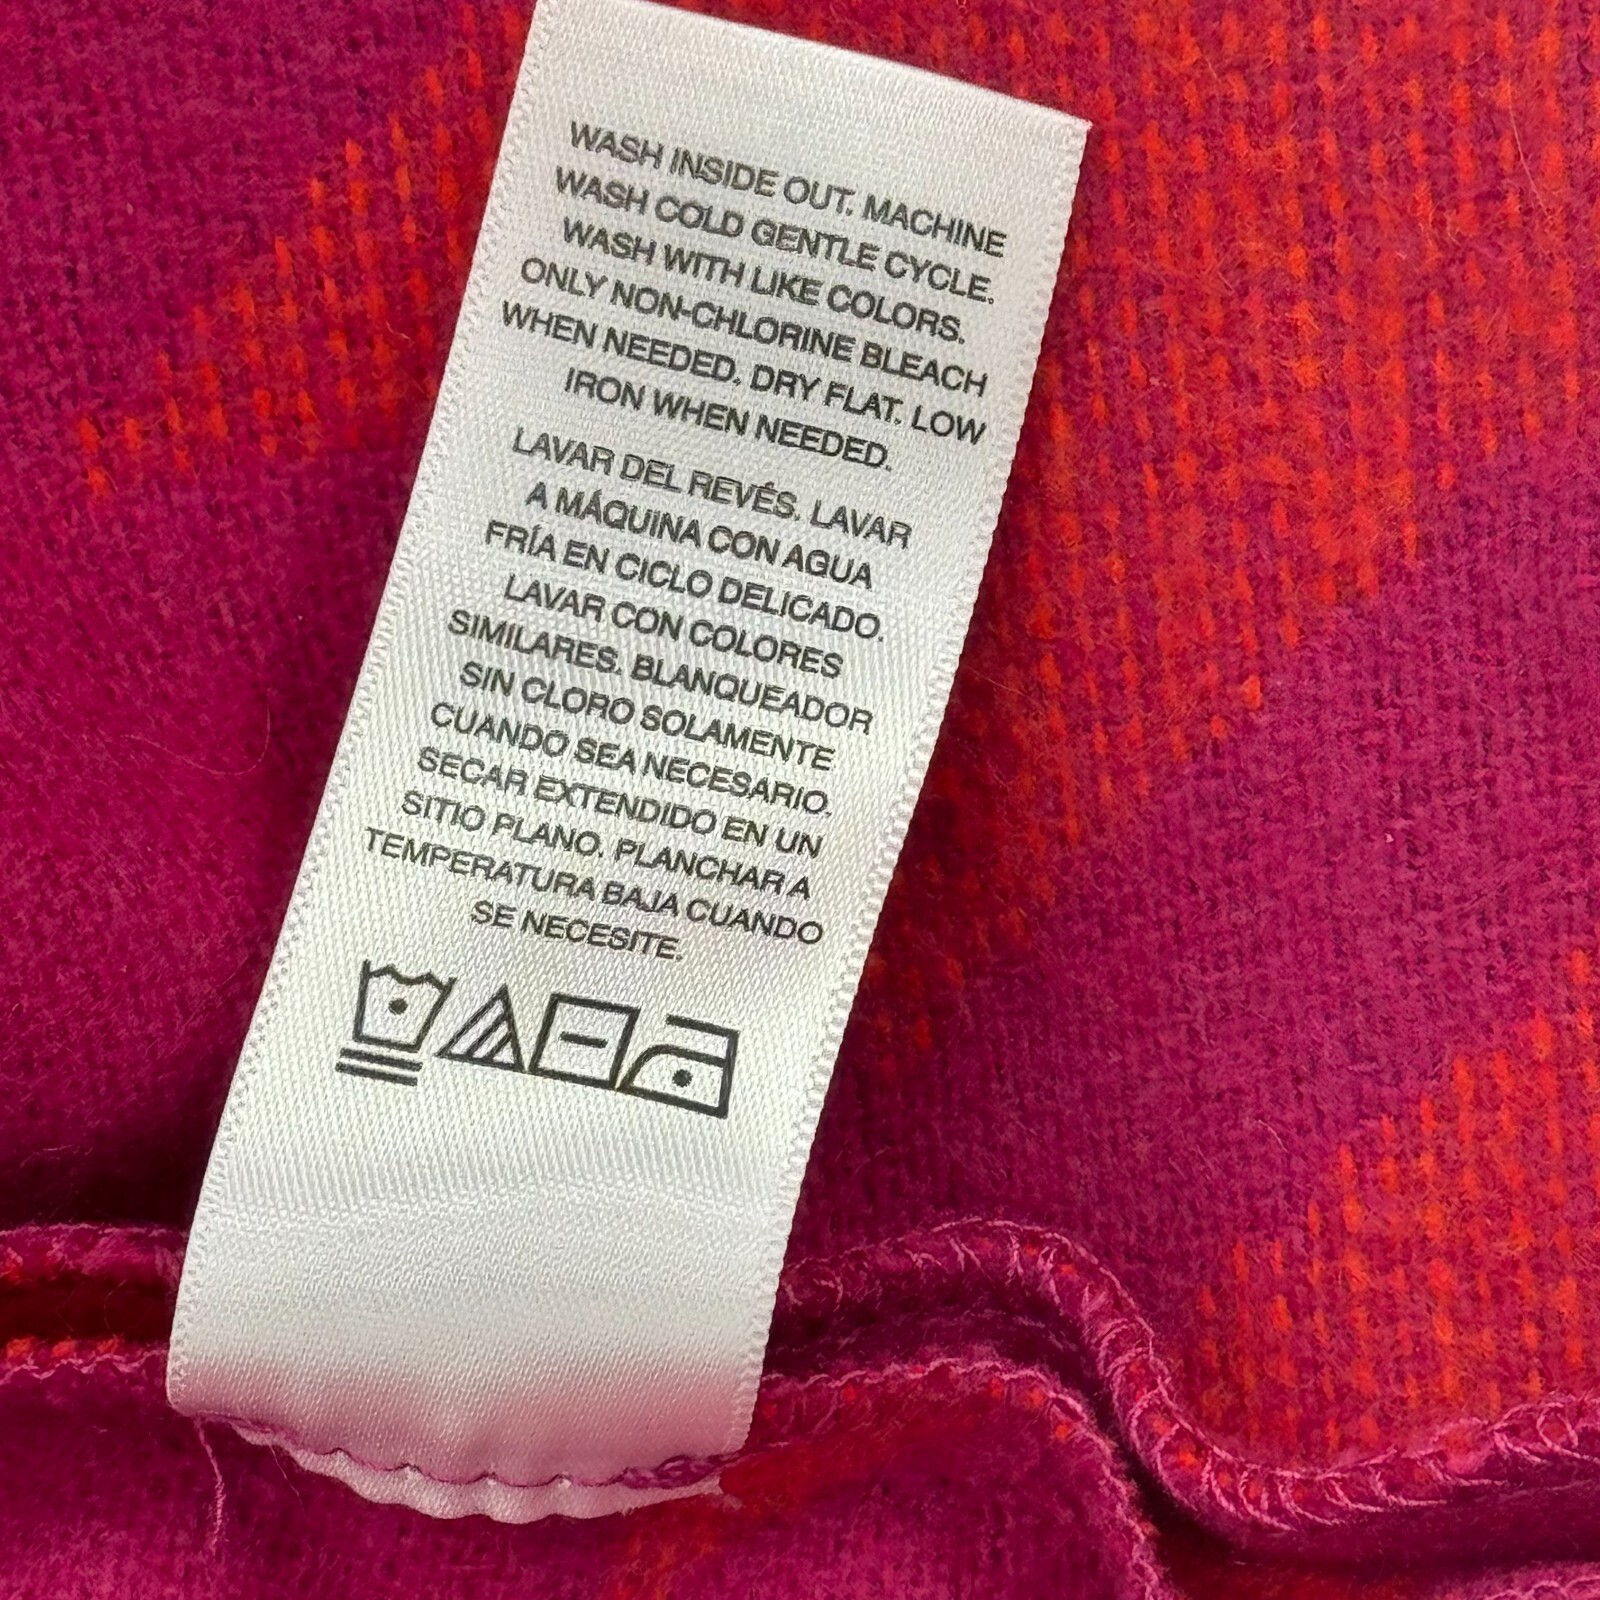 WASH INSIDE OUT. MACHINE
WASH COLD GENTLE CYCLE.
WASH WITH LIKE COLORS.
ONLY NON-CHLORINE BLEACH
WHEN NEEDED. DRY FLAT. LOW
IRON WHEN NEEDED.
LAVAR DEL REVÉS. LAVAR
A MÁQUINA CON AGUA
FRÍA EN CICLO DELICADO.
LAVAR CON COLORES
SIMILARES. BLANQUEADOR
SIN CLORO SOLAMENTE
CUANDO SEA NECESARIO.
SECAR EXTENDIDO EN UN
SITIO PLANO. PLANCHAR A
TEMPERATURA BAJA CUANDO
SE NECESITE.